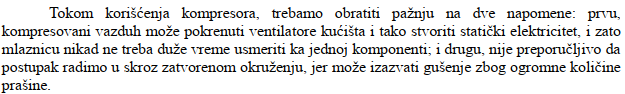 Tokom korišćenja kompresora, trebamo obratiti pažnju na dve napomene: prvu,
kompresovani vazduh može pokrenuti ventilatore kućišta i tako stvoriti statički elektricitet, i zato
mlaznicu nikad ne treba duže vreme usmeriti ka jednoj komponenti; i drugu, nije preporučljivo da
postupak radimo u skroz zatvorenom okruženju, jer može izazvati gušenje zbog ogromne količine
prašine.